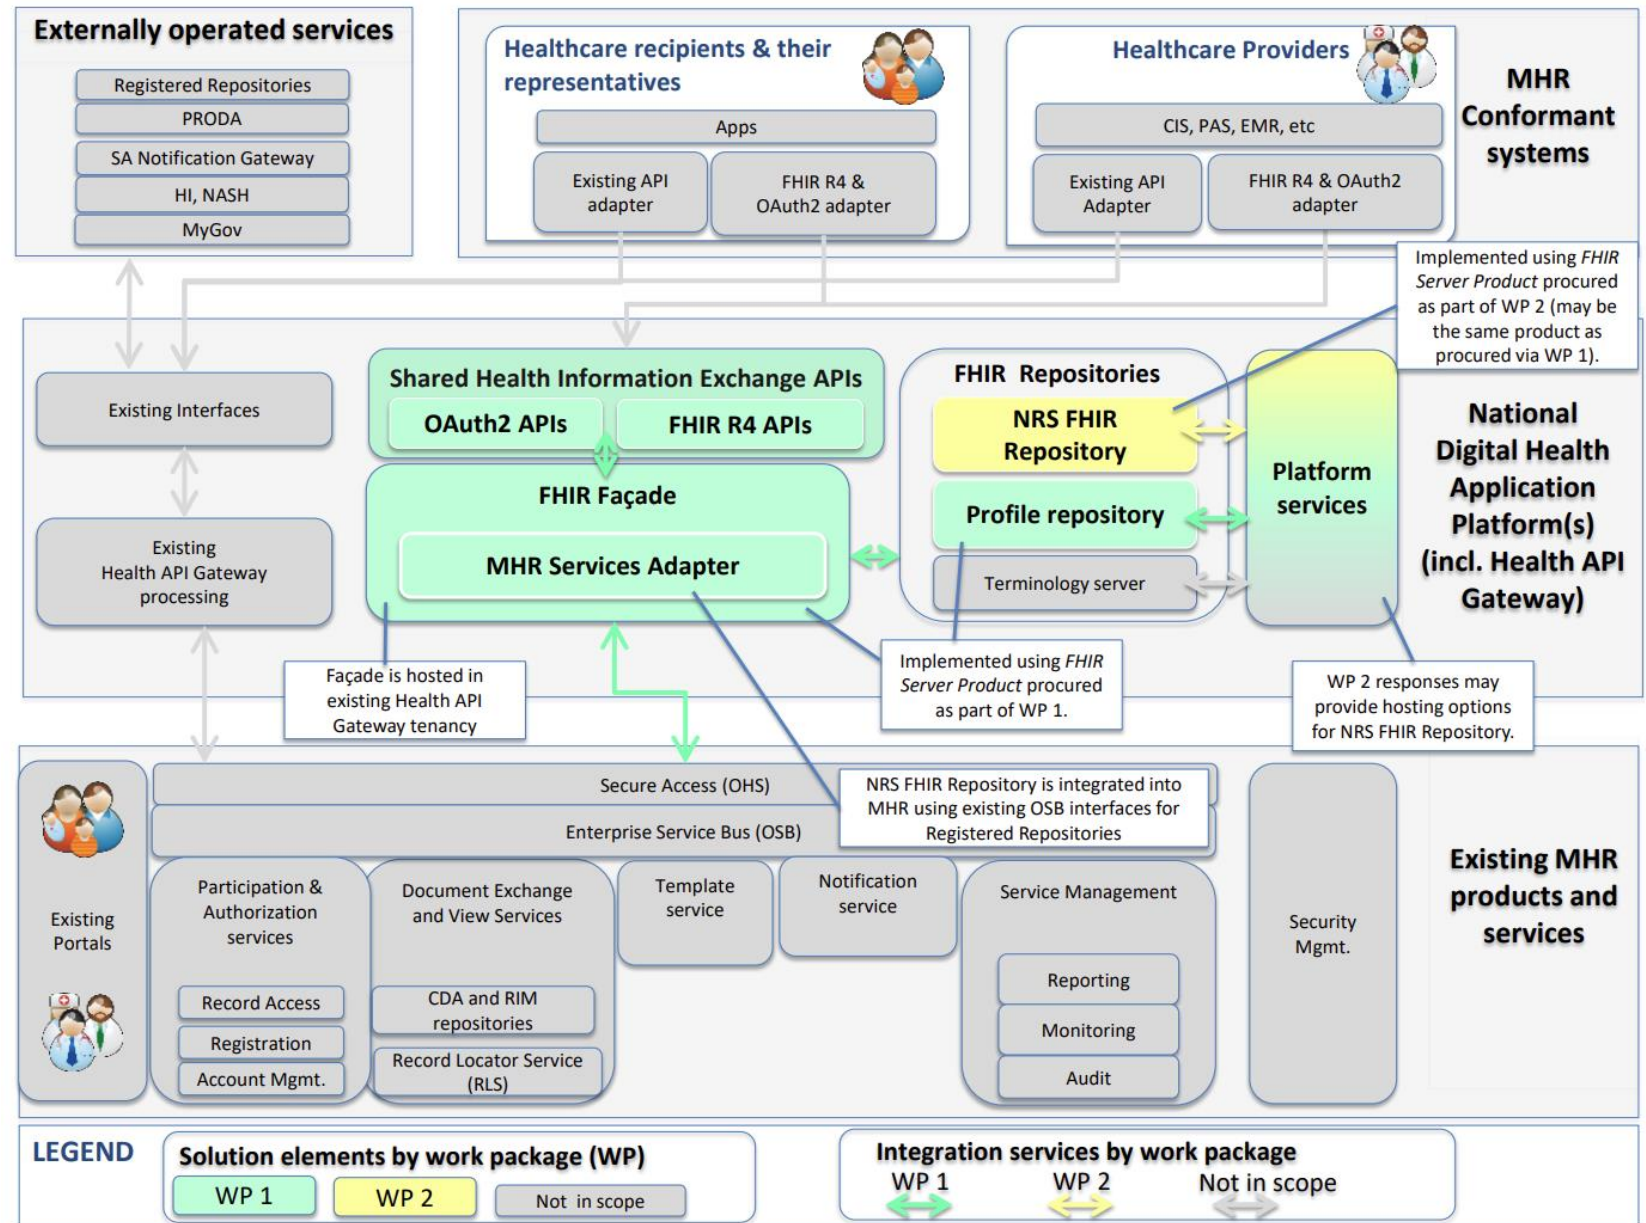 Externally operated services
Registered Repositories
PRODA
SA Notification Gateway
HI, NASH
MyGov
Healthcare recipients & their
representatives
Apps
Existing API
adapter
FHIR R4 &
OAuth2 adapter
Healthcare Providers
CIS, PAS, EMR, etc
Existing API
Adapter
FHIR R4 & OAuth2
adapter
MHR
Conformant
systems
Implemented using FHIR
Server Product procured
as part of WP 2 (may be
the same product as
procured via WP 1).
Existing Interfaces
Existing
Health API Gateway
processing
Shared Health Information Exchange APIs
OAuth2 APIs
FHIR R4 APIs
FHIR Façade
MHR Services Adapter
FHIR Repositories
NRS FHIR
Repository
Profile repository
Terminology server
Platform
services
National
Digital Health
Application
Platform(s)
(incl. Health API
Gateway)
Façade is hosted in
existing Health API
Gateway tenancy
Implemented using FHIR
Server Product procured
as part of WP 1.
WP 2 responses may
provide hosting options
for NRS FHIR Repository.
Existing
Portals
Secure Access (OHS)
Enterprise Service Bus (OSB)
NRS FHIR Repository is integrated into
MHR using existing OSB interfaces for
Registered Repositories
Participation &
Authorization
services
Record Access
Registration
Account Mgmt.
Document Exchange
and View Services
CDA and RIM
repositories
Record Locator Service
(RLS)
Template
service
Notification
service
Service Management
Reporting
Monitoring
Audit
Security
Mgmt.
Existing MHR
products and
services
LEGEND
Solution elements by work package (WP)
WP 1
WP 2
Not in scope
Integration services by work package
WP 1
WP 2
Not in scope